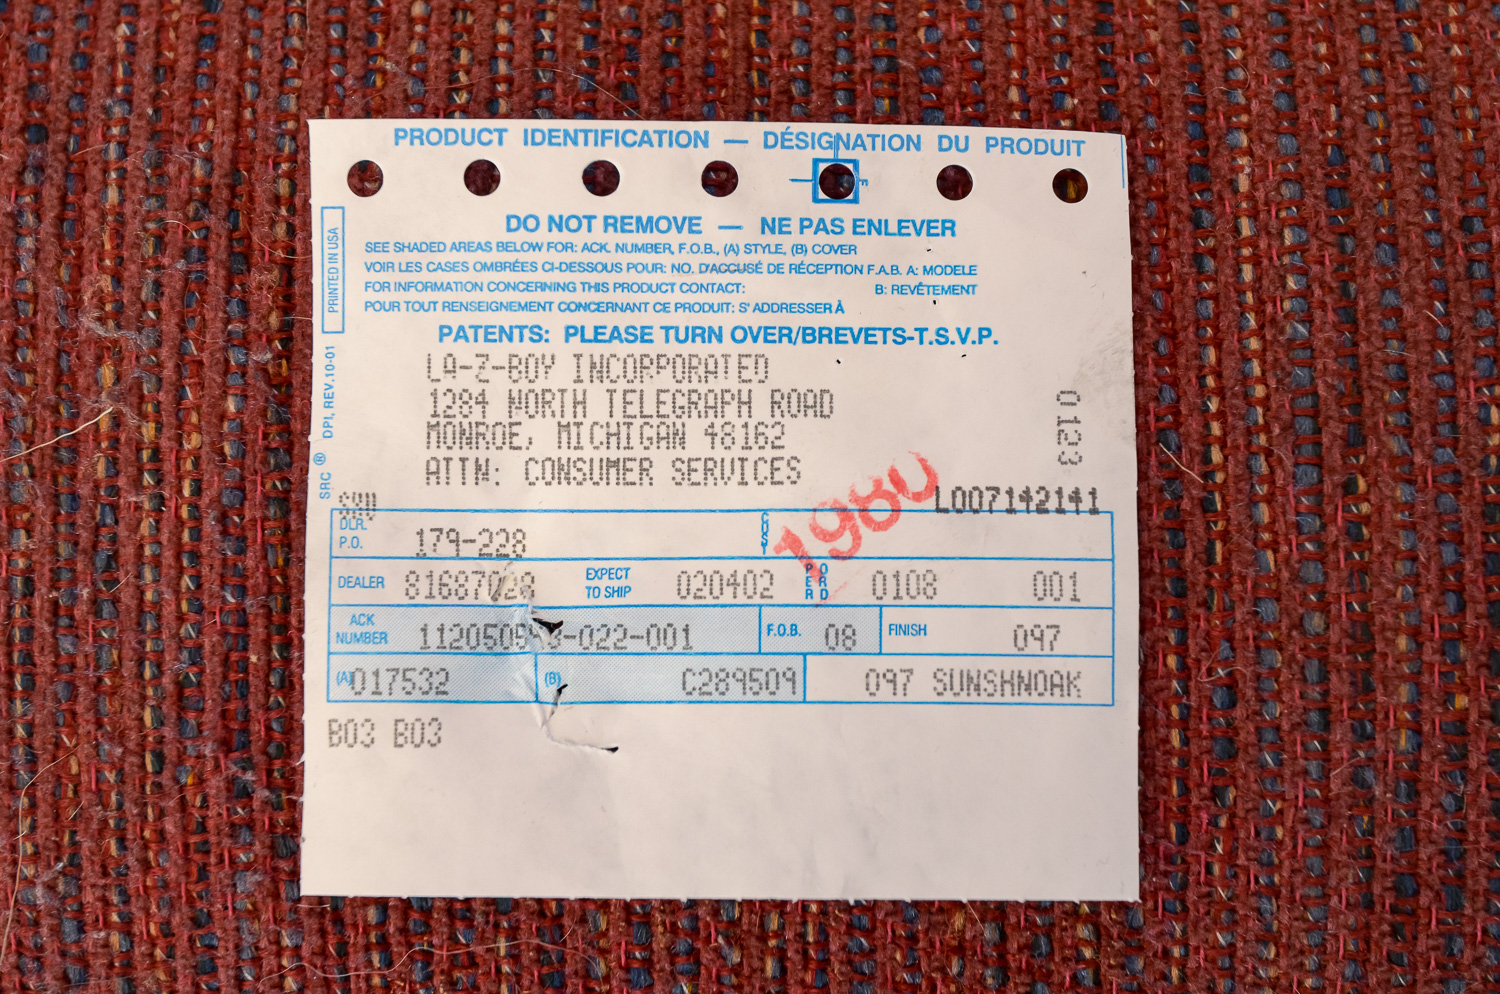 PRODUCT IDENTIFICATION — DÉSIGNATION DU PRODUIT
DO NOT REMOVE — NE PAS ENLEVER
SEE SHADED AREAS BELOW FOR: ACK. NUMBER, F.O.B., (A) STYLE, (B) COVER
VOIR LES CASES OMBRÉES CI-DESSOUS POUR: NO. D'ACCUSÉ DE RÉCEPTION F.A.B. A: MODELE
FOR INFORMATION CONCERNING THIS PRODUCT CONTACT: B: REVÊTEMENT
POUR TOUT RENSEIGNEMENT CONCERNANT CE PRODUIT: S' ADDRESSER À
PATENTS: PLEASE TURN OVER/BREVETS-T.S.V.P.
PRINTED IN USA
SRC ® DPI, REV.10-01
LA-Z-BOY INCORPORATED
1284 NORTH TELEGRAPH ROAD
MONROE, MICHIGAN 48162
ATTN: CONSUMER SERVICES
0123
1980
L007142141
DLR.
P.O. 179-228 CUST
DEALER 81687028 EXPECT TO SHIP 020402 PER ORD 0108 001
ACK NUMBER 112050593-022-001 F.O.B. 08 FINISH 097
(A) 017532 (B) C289509 097 SUNSHNOAK
B03 B03